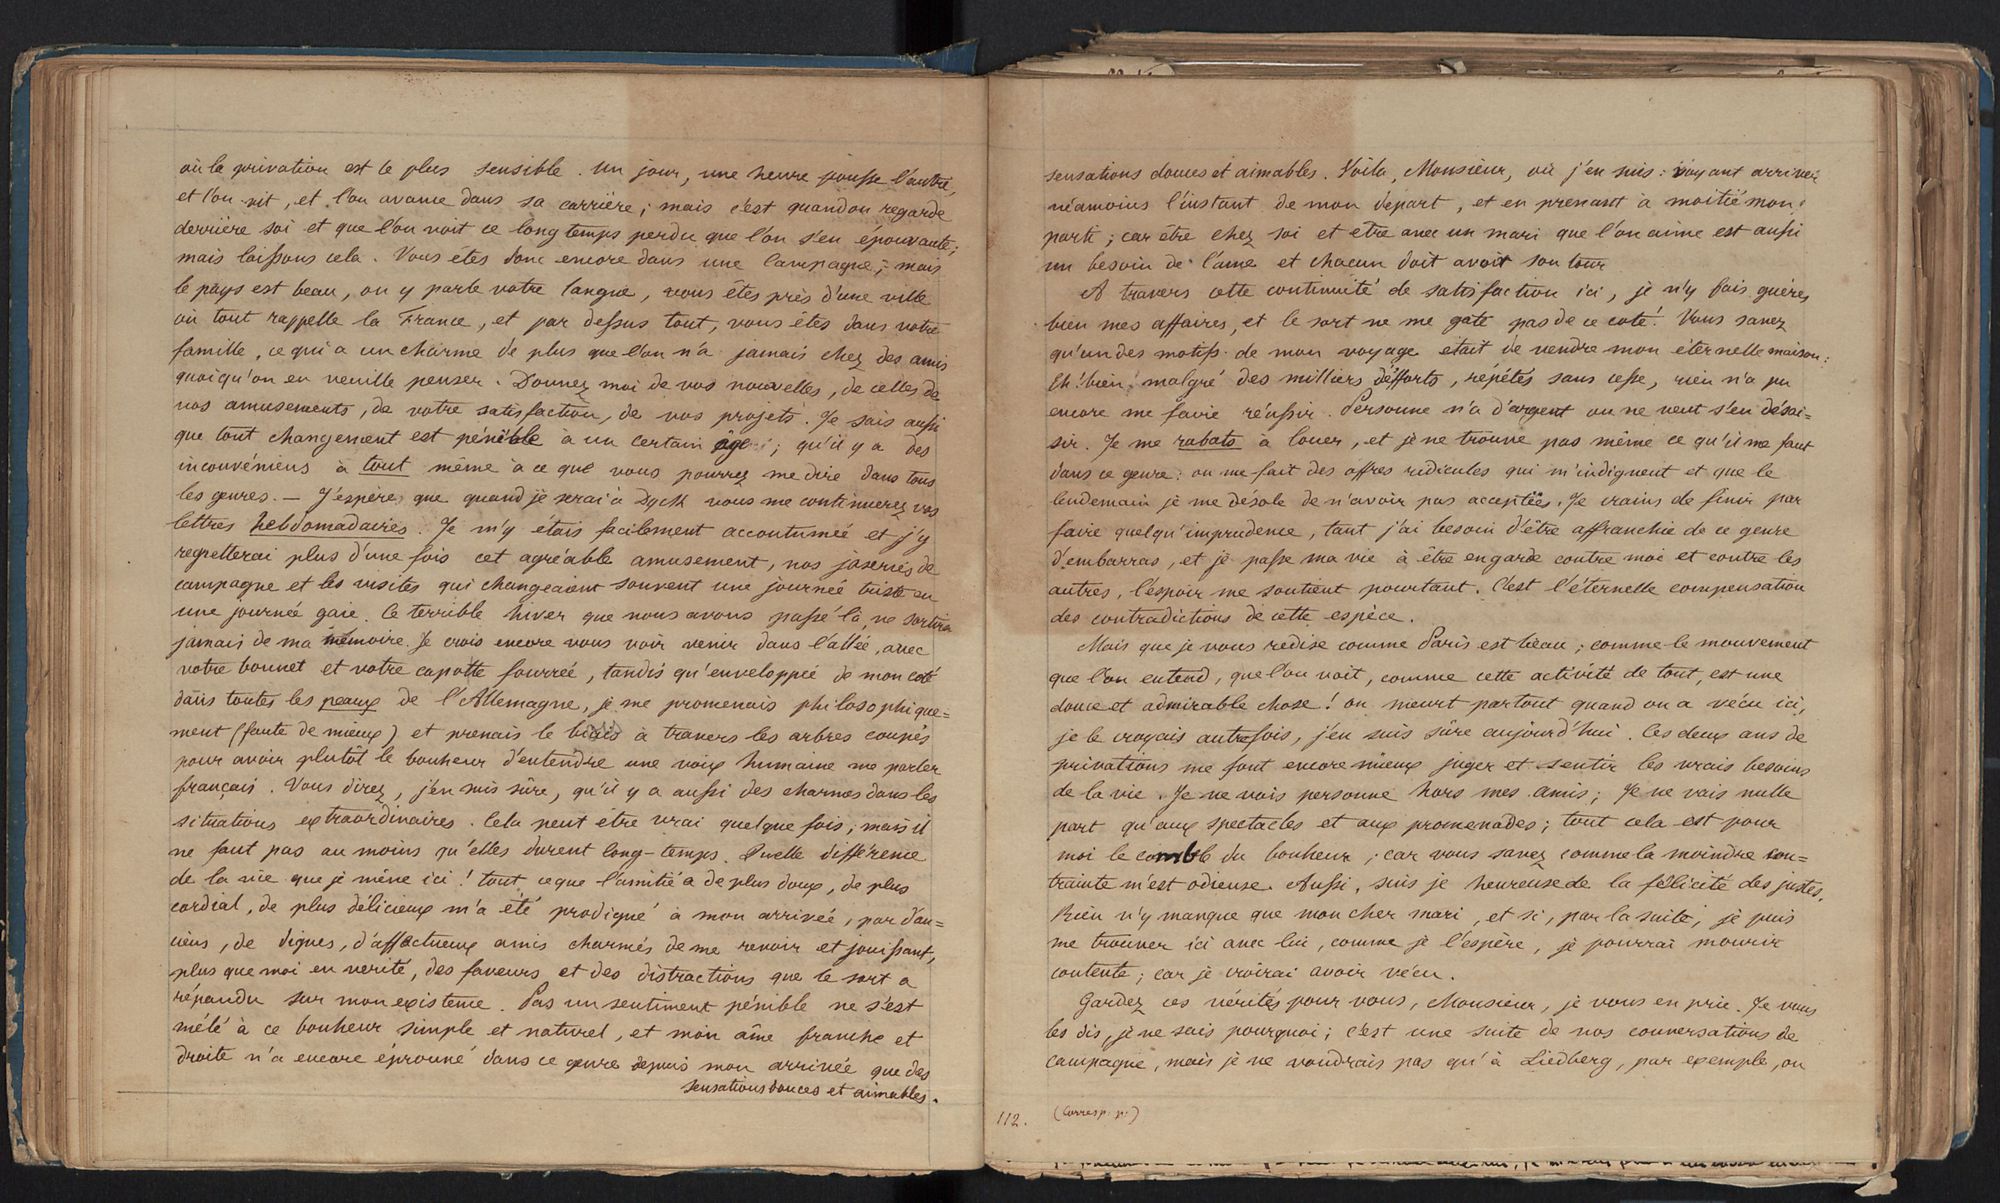 où la privation est le plus sensible. Un jour, une heure pousse l'autre,
et l'on vit, et l'on avance dans sa carrière; mais c'est quand on regarde
derrière soi et que l'on voit ce long temps perdu que l'on s'en épouvante;
mais laissons cela. Vous êtes donc encore dans une campagne; mais
le pays est beau, on y parle votre langue, vous êtes près d'une ville
où tout rappelle la France, et par dessus tout, vous êtes dans votre
famille, ce qui a un charme de plus que l'on n'a jamais chez des amis
quoiqu'on en veuille penser. Donnez moi de vos nouvelles, de celles de
vos amusements, de votre satisfaction, de vos projets. Je sais aussi
que tout changement est pénible à un certain âge; qu'il y a des
inconvéniens à tout même à ce que vous pourrez me dire dans tous
les genres. — J'espère que quand je serai à Dyck vous me continuerez vos
lettres hebdomadaires. Je m'y étais facilement accoutumée et j'y
regretterai plus d'une fois cet agréable amusement, nos jaseries de
campagne et les visites qui changeaient souvent une journée triste en
une journée gaie. Ce terrible hiver que nous avons passé là, ne sortira
jamais de ma mémoire. Je crois encore vous voir venir dans l'allée, avec
votre bonnet et votre capotte fourrée, tandis qu'enveloppée de mon coté
dans toutes les peaux de l'Allemagne, je me promenais philosophique=
ment (faute de mieux) et prenais le biais à travers les arbres coupés
pour avoir plutôt le bonheur d'entendre une voix humaine me parler
français. Vous direz, j'en suis sûre, qu'il y a aussi des charmes dans les
situations extraordinaires. Cela peut être vrai quelque fois; mais il
ne faut pas au moins qu'elles durent long-temps. Quelle différence
de la vie que je mène ici! tout ce que l'amitié a de plus doux, de plus
cordial, de plus délicieux m'a été prodigué à mon arrivée, par d'an=
ciens, de dignes, d'affectueux amis charmés de me revoir et jouissant,
plus que moi en verité, des faveurs et des distractions que le sort a
répandu sur mon existence. Pas un sentiment pénible ne s'est
mélé à ce bonheur simple et naturel, et mon âme franche et
droite n'a encore éprouvé dans ce genre depuis mon arrivée que des
sensations douces et aimables.
sensations douces et aimables. Voila, Monsieur, où j'en suis: voyant arriver
néamoins l'instant de mon départ, et en prenant à moitié mon
parti; car être chez soi et etre avec un mari que l'on aime est aussi
un besoin de l'ame et chacun doit avoir son tour
A travers cette continuité de satisfaction ici, je n'y fais guères
bien mes affaires, et le sort ne me gate pas de ce coté! Vous savez
qu'un des motifs de mon voyage etait de vendre mon éternelle maison:
Eh! bien! malgré des milliers d'éfforts, répétés sans cesse, rien n'a pu
encore me faire réussir. Personne n'a d'argent ou ne veut s'en désai=
sir. Je me rabats à louer, et je ne trouve pas même ce qu'il me faut
dans ce genre: on me fait des offres ridicules qui m'indignent et que le
lendemain je me désole de n'avoir pas acceptées. Je crains de finir par
faire quelqu'imprudence, tant j'ai besoin d'être affranchie de ce genre
d'embarras, et je passe ma vie à être en garde contre moi et contre les
autres, l'espoir me soutient pourtant. C'est l'éternelle compensation
des contradictions de cette espèce.
Mais que je vous redise comme Paris est beau; comme le mouvement
que l'on entend, que l'on voit, comme cette activité de tout, est une
douce et admirable chose! on meurt partout quand on a vécu ici,
je le croyais autrefois, j'en suis sûre aujourd'hui. Ces deux ans de
privations me font encore mieux juger et sentir les vrais besoins
de la vie. Je ne vois personne hors mes amis; Je ne vais nulle
part qu'aux spectacles et aux promenades; tout cela est pour
moi le comble du bonheur; car vous savez comme la moindre con=
trainte m'est odieuse. Aussi, suis je heureuse de la félicité des justes.
Rien n'y manque que mon cher mari, et si, par la suite, je puis
me trouver ici avec lui, comme je l'espère, je pourrai mourir
contente; car je croirai avoir vécu.
Gardez ces vérités pour vous, Monsieur, je vous en prie. Je vous
les dis, je ne sais pourquoi; c'est une suite de nos conversations de
campagne, mais je ne voudrais pas qu'à Liedberg, par exemple, on
112. (Corresp. p.)